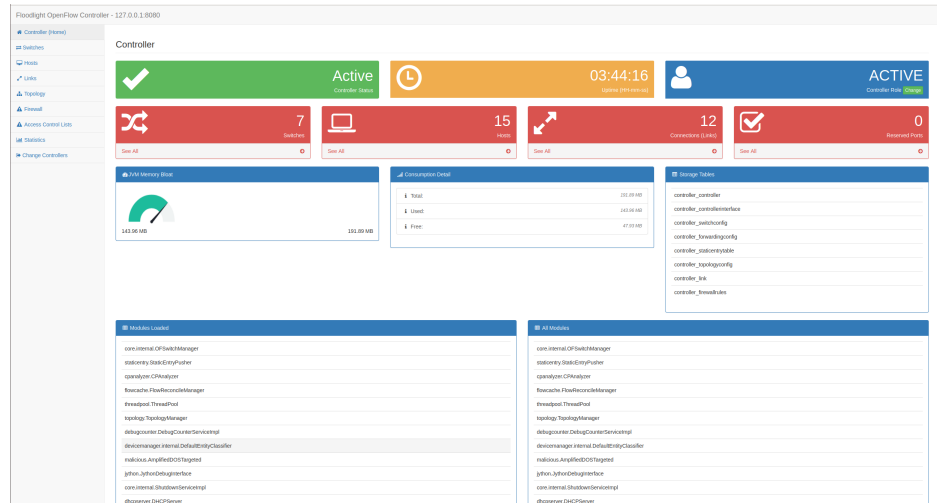 Floodlight OpenFlow Controller - 127.0.0.1:8080
Controller (Home)
Switches
Hosts
Links
Topology
Firewall
Access Control Lists
Statistics
Change Controllers
Controller
Active
Controller Status
03:44:16
Uptime (HH:mm:ss)
ACTIVE
Controller Role Change
7
Switches
See All
15
Hosts
See All
12
Connections (Links)
See All
0
Reserved Ports
See All
JVM Memory Bloat
143.96 MB 191.89 MB
Consumption Detail
Total: 191.89 MB
Used: 143.96 MB
Free: 47.93 MB
Storage Tables
controller_controller
controller_controllerinterface
controller_switchconfig
controller_forwardingconfig
controller_staticentrytable
controller_topologyconfig
controller_link
controller_firewallrules
Modules Loaded
core.internal.OFSwitchManager
staticentry.StaticEntryPusher
cpanalyzer.CPAnalyzer
flowcache.FlowReconcileManager
threadpool.ThreadPool
topology.TopologyManager
debugcounter.DebugCounterServiceImpl
devicemanager.internal.DefaultEntityClassifier
malicious.AmplifiedDOSTargeted
jython.JythonDebugInterface
core.internal.ShutdownServiceImpl
dhcpserver.DHCPServer
All Modules
core.internal.OFSwitchManager
staticentry.StaticEntryPusher
cpanalyzer.CPAnalyzer
flowcache.FlowReconcileManager
threadpool.ThreadPool
topology.TopologyManager
debugcounter.DebugCounterServiceImpl
devicemanager.internal.DefaultEntityClassifier
malicious.AmplifiedDOSTargeted
jython.JythonDebugInterface
core.internal.ShutdownServiceImpl
dhcpserver.DHCPServer